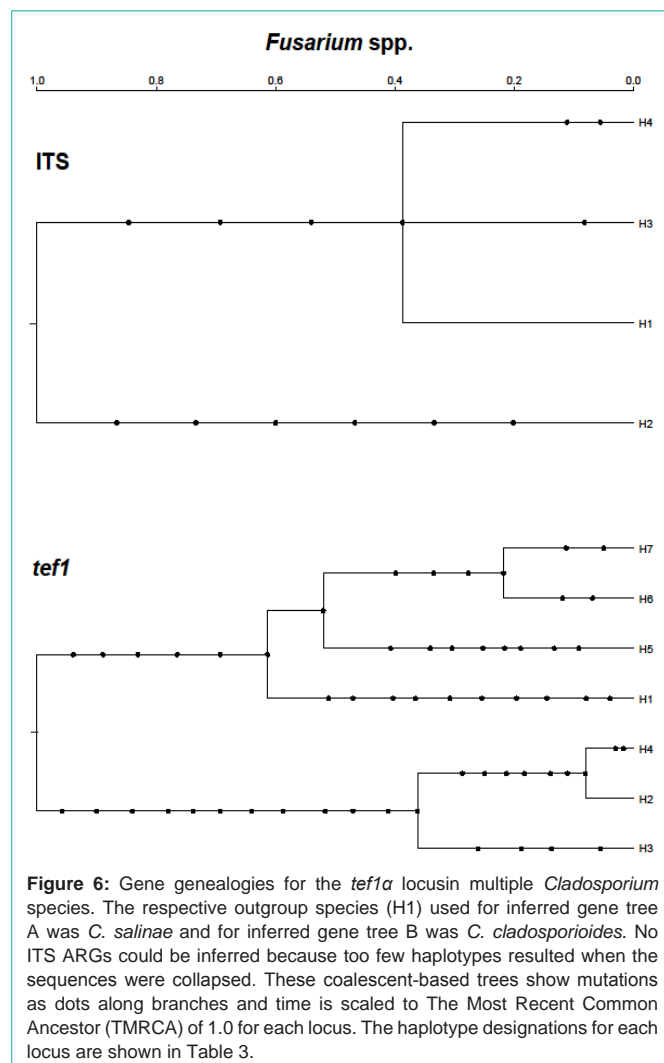 Fusarium spp.
1.0 0.8 0.6 0.4 0.2 0.0
H4
ITS
H3
H1
H2
H7
tef1
H6
H5
H1
H4
H2
H3
Figure 6: Gene genealogies for the tef1α locusin multiple Cladosporium
species. The respective outgroup species (H1) used for inferred gene tree
A was C. salinae and for inferred gene tree B was C. cladosporioides. No
ITS ARGs could be inferred because too few haplotypes resulted when the
sequences were collapsed. These coalescent-based trees show mutations
as dots along branches and time is scaled to The Most Recent Common
Ancestor (TMRCA) of 1.0 for each locus. The haplotype designations for each
locus are shown in Table 3.